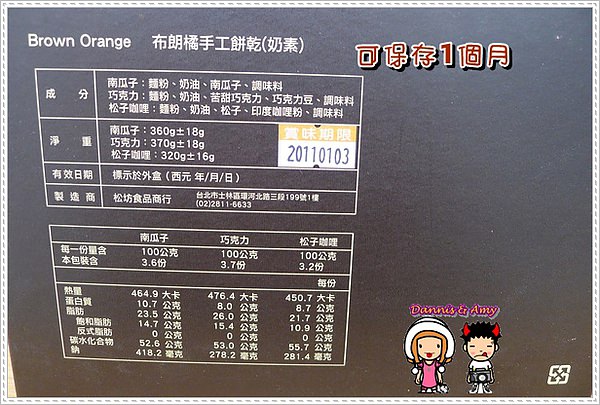 Brown Orange 布朗橘手工餅乾(奶素)
可保存1個月
成 分 南瓜子：麵粉、奶油、南瓜子、調味料
巧克力：麵粉、奶油、苦甜巧克力、巧克力豆、調味料
松子咖哩：麵粉、奶油、松子、印度咖哩粉、調味料
淨 重 南瓜子：360g±18g
巧克力：370g±18g
松子咖哩：320g±16g
賞味期限
20110103
有效日期 標示於外盒(西元 年/月/日)
製造商 松坊食品商行 台北市士林區環河北路三段199號1樓
(02)2811-6633
南瓜子 巧克力 松子咖哩
每一份量含 100公克 100公克 100公克
本包裝含 3.6份 3.7份 3.2份
每份
熱量 464.9 大卡 476.4 大卡 450.7 大卡
蛋白質 10.7 公克 8.0 公克 8.7 公克
脂肪 23.5 公克 26.0 公克 21.7 公克
飽和脂肪 14.7 公克 15.4 公克 10.9 公克
反式脂肪 0 公克 0 公克 0 公克
碳水化合物 52.6 公克 53.0 公克 55.7 公克
鈉 418.2 毫克 278.2 毫克 281.4 毫克
Dannis & Amy